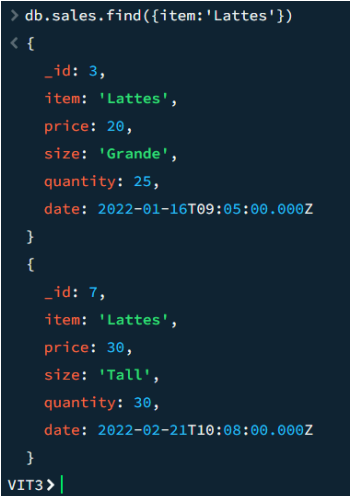 > db.sales.find({item:'Lattes'})
< {
    _id: 3,
    item: 'Lattes',
    price: 20,
    size: 'Grande',
    quantity: 25,
    date: 2022-01-16T09:05:00.000Z
  }
  {
    _id: 7,
    item: 'Lattes',
    price: 30,
    size: 'Tall',
    quantity: 30,
    date: 2022-02-21T10:08:00.000Z
  }
VIT3>